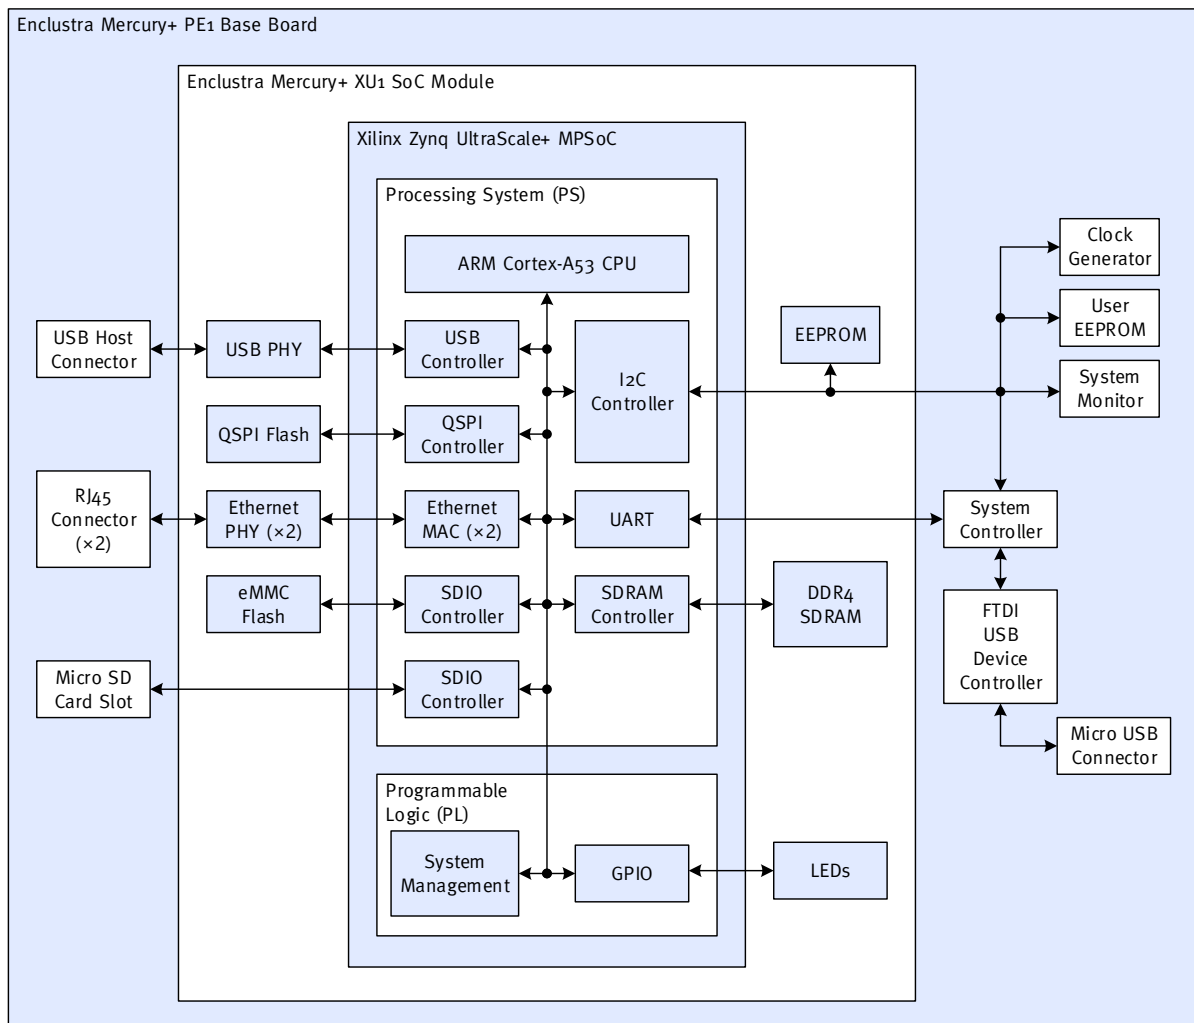 Enclustra Mercury+ PE1 Base Board
Enclustra Mercury+ XU1 SoC Module
Xilinx Zynq UltraScale+ MPSoC
Processing System (PS)
ARM Cortex-A53 CPU
USB Host
Connector
USB PHY
USB
Controller
I2C
Controller
EEPROM
Clock
Generator
User
EEPROM
System
Monitor
QSPI Flash
QSPI
Controller
RJ45
Connector
(×2)
Ethernet
PHY (×2)
Ethernet
MAC (×2)
UART
System
Controller
eMMC
Flash
SDIO
Controller
SDRAM
Controller
DDR4
SDRAM
FTDI
USB
Device
Controller
Micro SD
Card Slot
SDIO
Controller
Micro USB
Connector
Programmable
Logic (PL)
System
Management
GPIO
LEDs